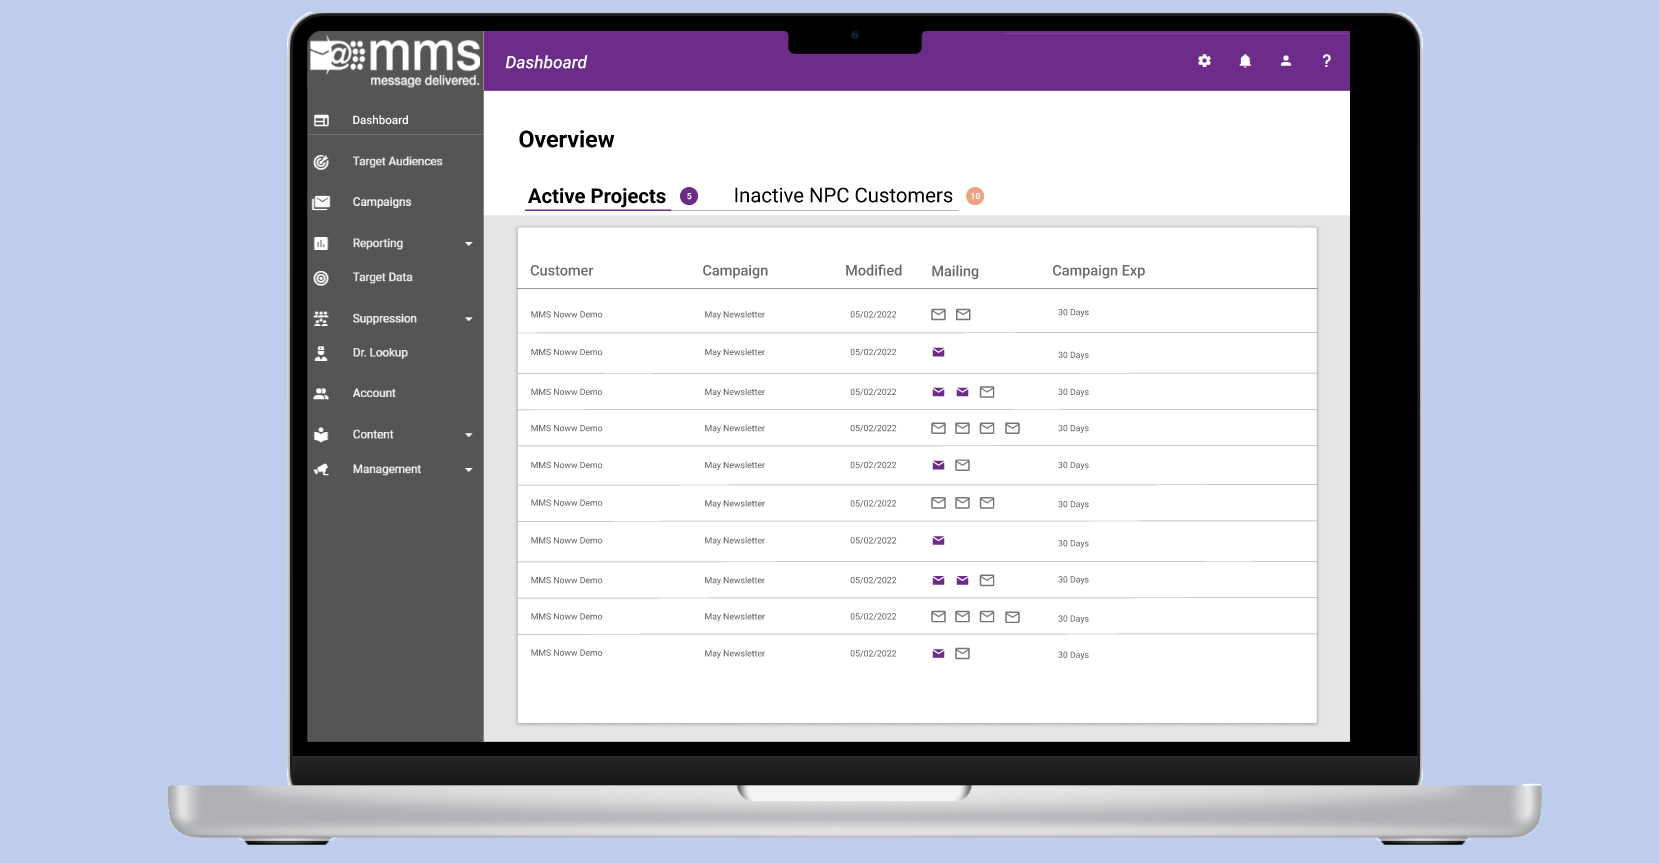 @mms
message delivered.
Dashboard
Target Audiences
Campaigns
Reporting
Target Data
Suppression
Dr. Lookup
Account
Content
Management
Dashboard
?
Overview
Active Projects 5 Inactive NPC Customers 10
Customer Campaign Modified Mailing Campaign Exp
MMS Noww Demo May Newsletter 05/02/2022 30 Days
MMS Noww Demo May Newsletter 05/02/2022 30 Days
MMS Noww Demo May Newsletter 05/02/2022 30 Days
MMS Noww Demo May Newsletter 05/02/2022 30 Days
MMS Noww Demo May Newsletter 05/02/2022 30 Days
MMS Noww Demo May Newsletter 05/02/2022 30 Days
MMS Noww Demo May Newsletter 05/02/2022 30 Days
MMS Noww Demo May Newsletter 05/02/2022 30 Days
MMS Noww Demo May Newsletter 05/02/2022 30 Days
MMS Noww Demo May Newsletter 05/02/2022 30 Days